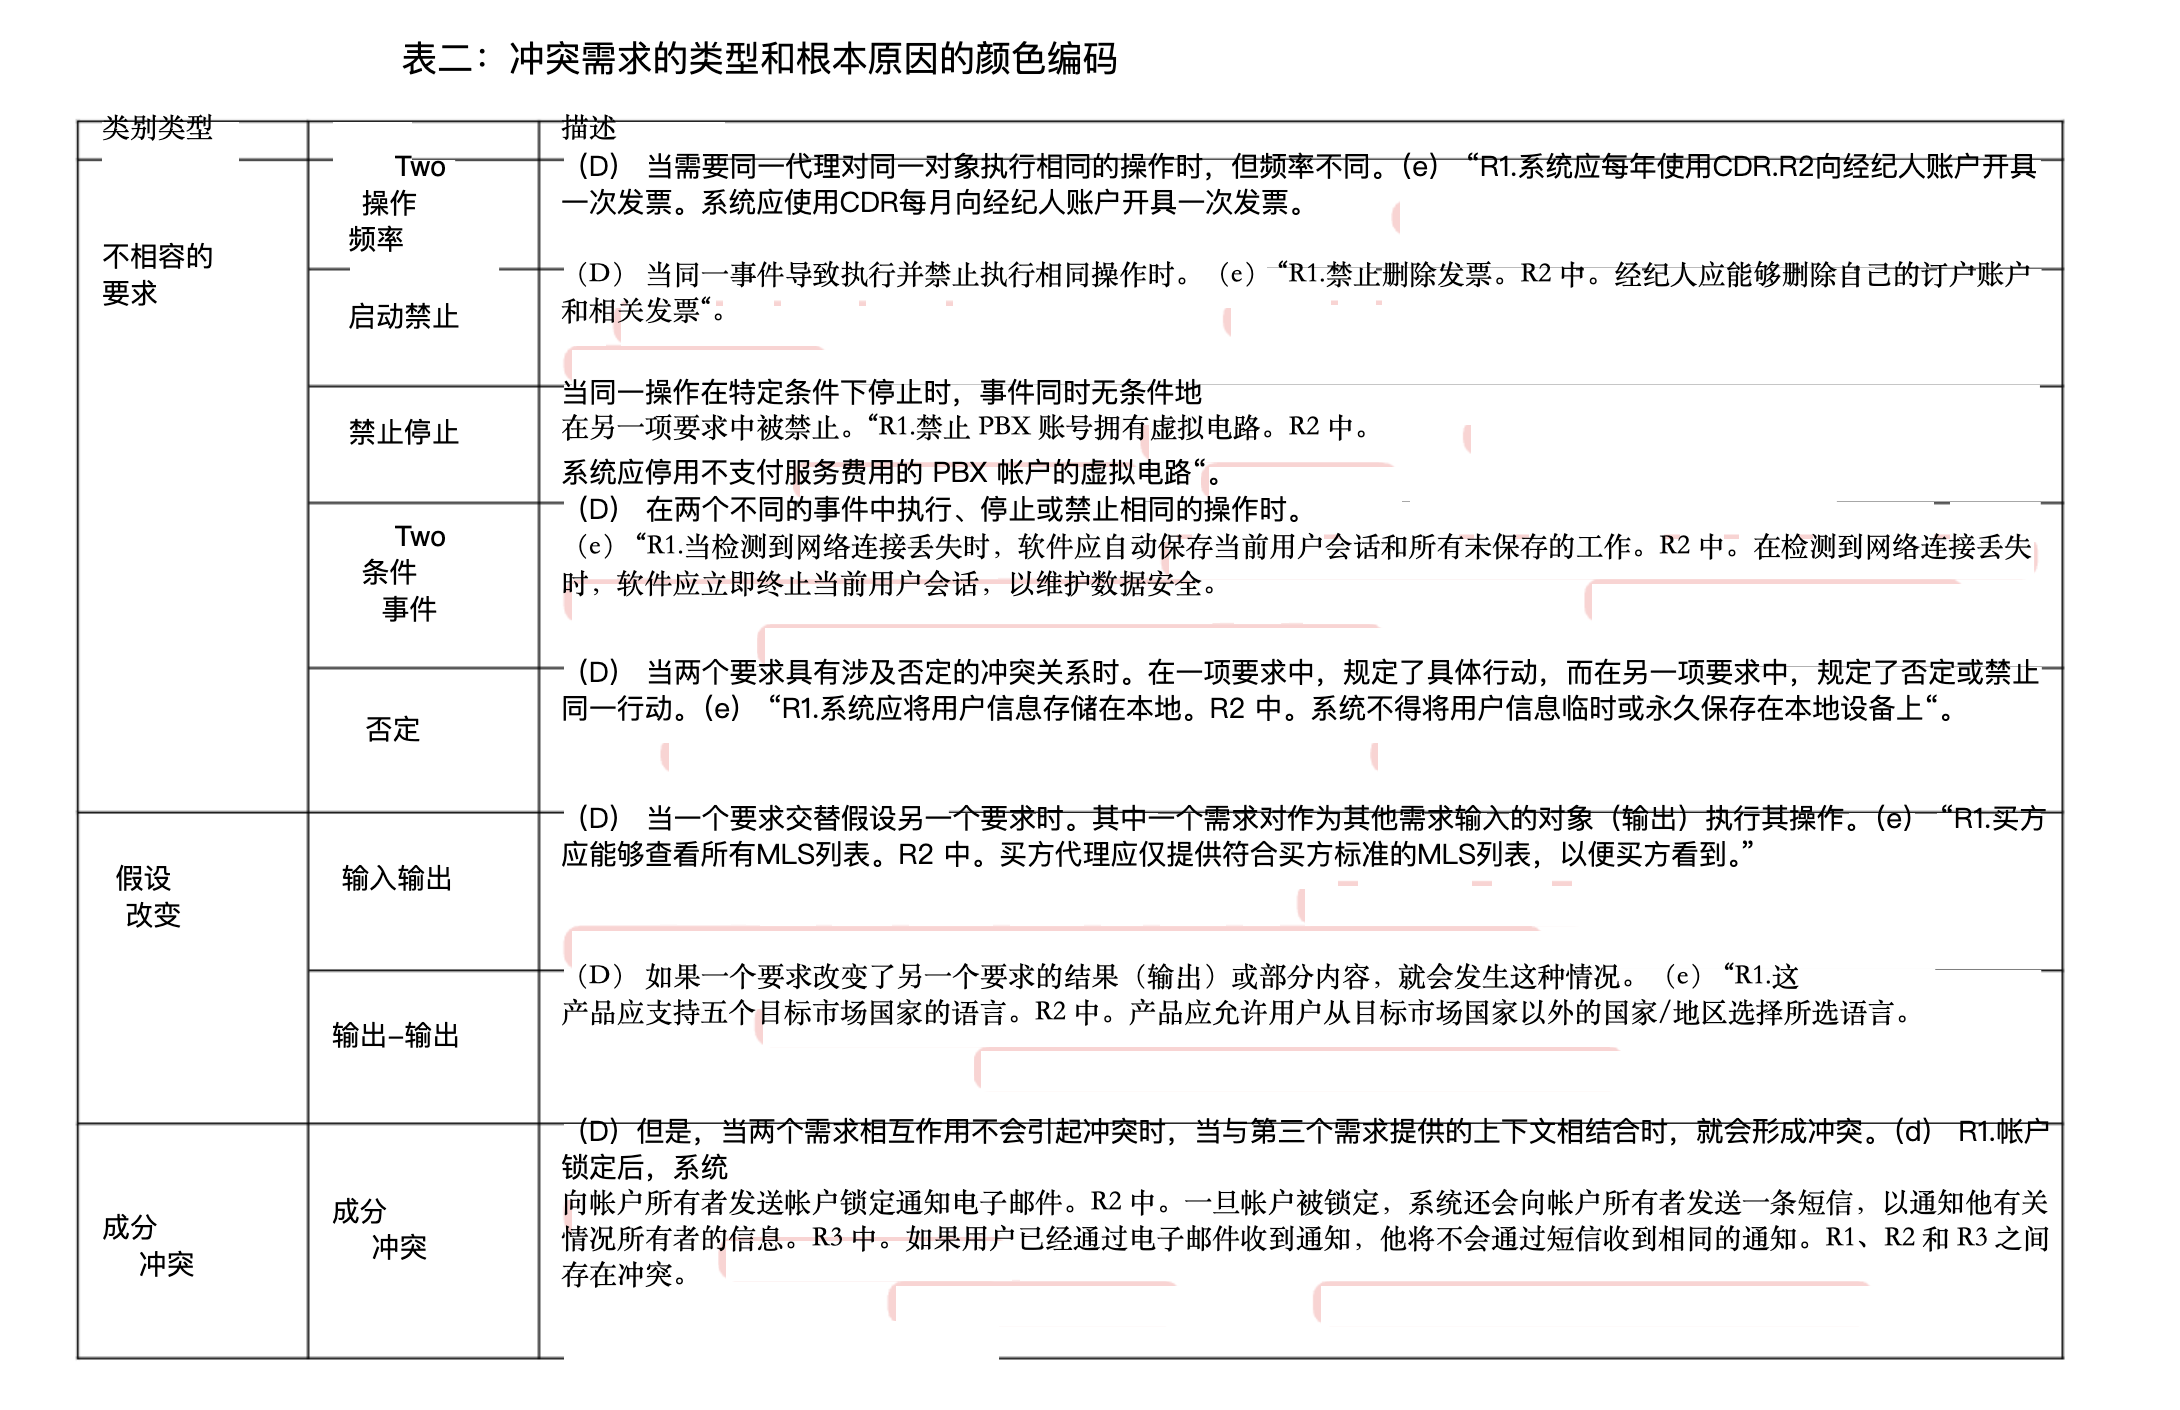 表二：冲突需求的类型和根本原因的颜色编码
类别类型
描述
不相容的
要求
Two
操作
频率
（D） 当需要同一代理对同一对象执行相同的操作时，但频率不同。（e） “R1.系统应每年使用CDR.R2向经纪人账户开具
一次发票。系统应使用CDR每月向经纪人账户开具一次发票。
启动禁止
（D） 当同一事件导致执行并禁止执行相同操作时。（e）“R1.禁止删除发票。R2 中。经纪人应能够删除自己的订户账户
和相关发票“。
禁止停止
当同一操作在特定条件下停止时，事件同时无条件地
在另一项要求中被禁止。“R1.禁止 PBX 账号拥有虚拟电路。R2 中。
系统应停用不支付服务费用的 PBX 帐户的虚拟电路“。
Two
条件
事件
（D） 在两个不同的事件中执行、停止或禁止相同的操作时。
（e）“R1.当检测到网络连接丢失时，软件应自动保存当前用户会话和所有未保存的工作。R2 中。在检测到网络连接丢失
时，软件应立即终止当前用户会话，以维护数据安全。
否定
（D） 当两个要求具有涉及否定的冲突关系时。在一项要求中，规定了具体行动，而在另一项要求中，规定了否定或禁止
同一行动。（e） “R1.系统应将用户信息存储在本地。R2 中。系统不得将用户信息临时或永久保存在本地设备上“。
假设
改变
输入输出
（D） 当一个要求交替假设另一个要求时。其中一个需求对作为其他需求输入的对象（输出）执行其操作。（e） “R1.买方
应能够查看所有MLS列表。R2 中。买方代理应仅提供符合买方标准的MLS列表，以便买方看到。”
输出–输出
（D） 如果一个要求改变了另一个要求的结果（输出）或部分内容，就会发生这种情况。（e）“R1.这
产品应支持五个目标市场国家的语言。R2 中。产品应允许用户从目标市场国家以外的国家/地区选择所选语言。
成分
冲突
成分
冲突
（D）但是，当两个需求相互作用不会引起冲突时，当与第三个需求提供的上下文相结合时，就会形成冲突。（d） R1.帐户
锁定后，系统
向帐户所有者发送帐户锁定通知电子邮件。R2 中。一旦帐户被锁定，系统还会向帐户所有者发送一条短信，以通知他有关
情况所有者的信息。R3 中。如果用户已经通过电子邮件收到通知，他将不会通过短信收到相同的通知。R1、R2 和 R3 之间
存在冲突。